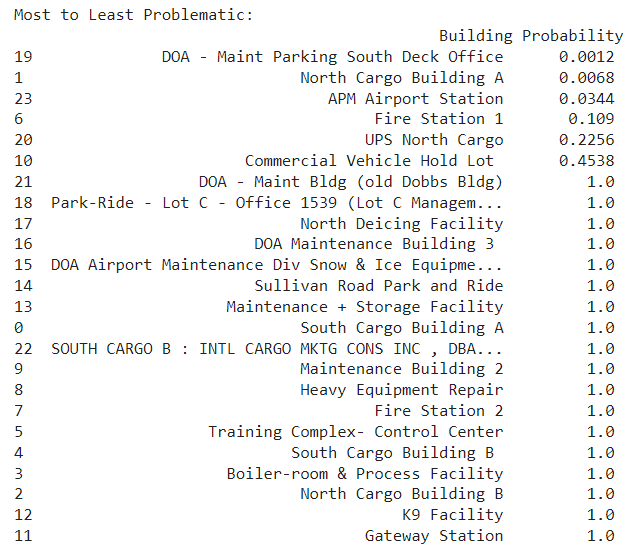 Most to Least Problematic:
Building Probability
19 DOA - Maint Parking South Deck Office 0.0012
1 North Cargo Building A 0.0068
23 APM Airport Station 0.0344
6 Fire Station 1 0.109
20 UPS North Cargo 0.2256
10 Commercial Vehicle Hold Lot 0.4538
21 DOA - Maint Bldg (old Dobbs Bldg) 1.0
18 Park-Ride - Lot C - Office 1539 (Lot C Managem... 1.0
17 North Deicing Facility 1.0
16 DOA Maintenance Building 3 1.0
15 DOA Airport Maintenance Div Snow & Ice Equipme... 1.0
14 Sullivan Road Park and Ride 1.0
13 Maintenance + Storage Facility 1.0
0 South Cargo Building A 1.0
22 SOUTH CARGO B : INTL CARGO MKTG CONS INC , DBA... 1.0
9 Maintenance Building 2 1.0
8 Heavy Equipment Repair 1.0
7 Fire Station 2 1.0
5 Training Complex- Control Center 1.0
4 South Cargo Building B 1.0
3 Boiler-room & Process Facility 1.0
2 North Cargo Building B 1.0
12 K9 Facility 1.0
11 Gateway Station 1.0